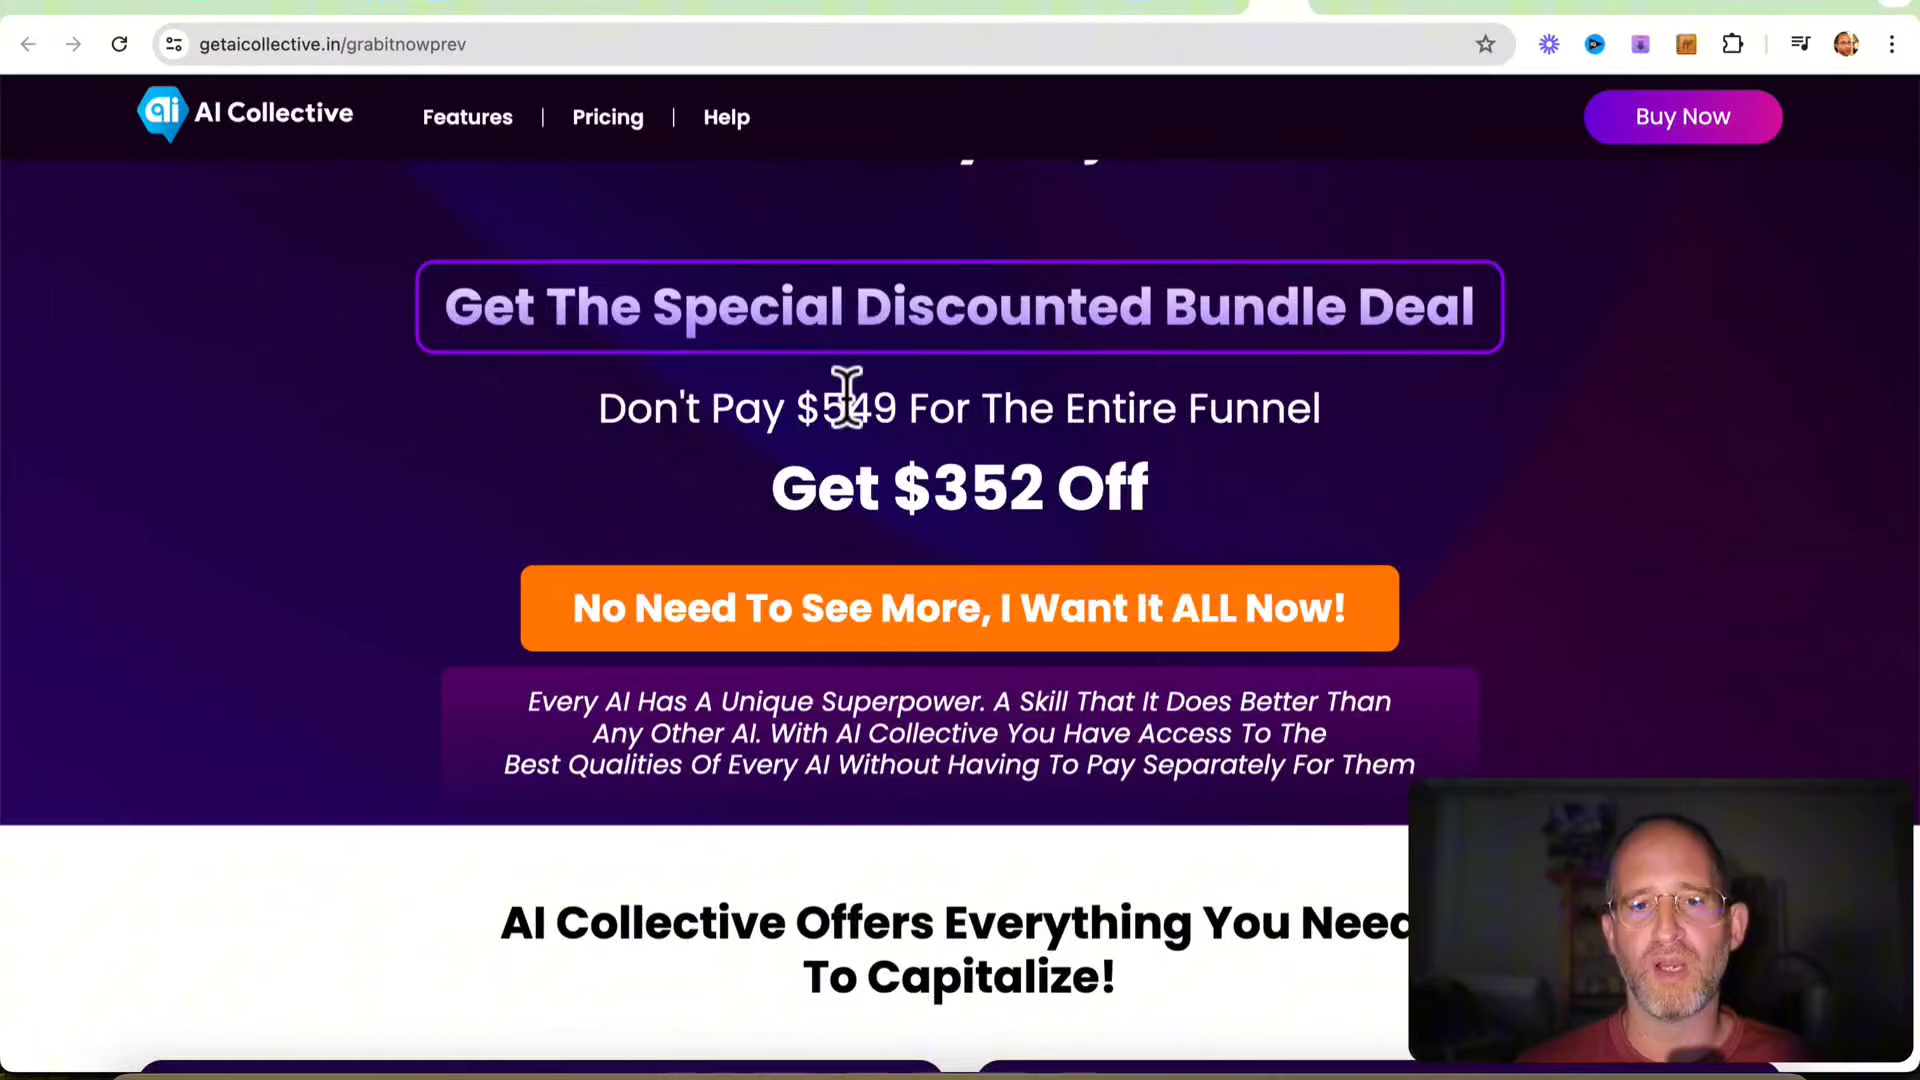 getaicollective.in/grabitnowprev
ai AI Collective
Features | Pricing | Help
Buy Now
Get The Special Discounted Bundle Deal
Don't Pay $549 For The Entire Funnel
Get $352 Off
No Need To See More, I Want It ALL Now!
Every AI Has A Unique Superpower. A Skill That It Does Better Than
Any Other AI. With AI Collective You Have Access To The
Best Qualities Of Every AI Without Having To Pay Separately For Them
AI Collective Offers Everything You Need
To Capitalize!